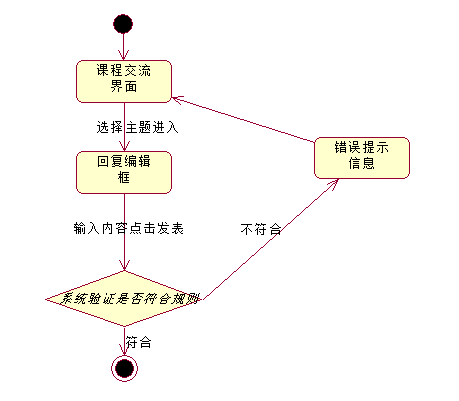 课程交流
界面
选择主题进入
错误提示
信息
回复编辑
框
输入内容点击发表
不符合
系统验证是否符合规则
符合